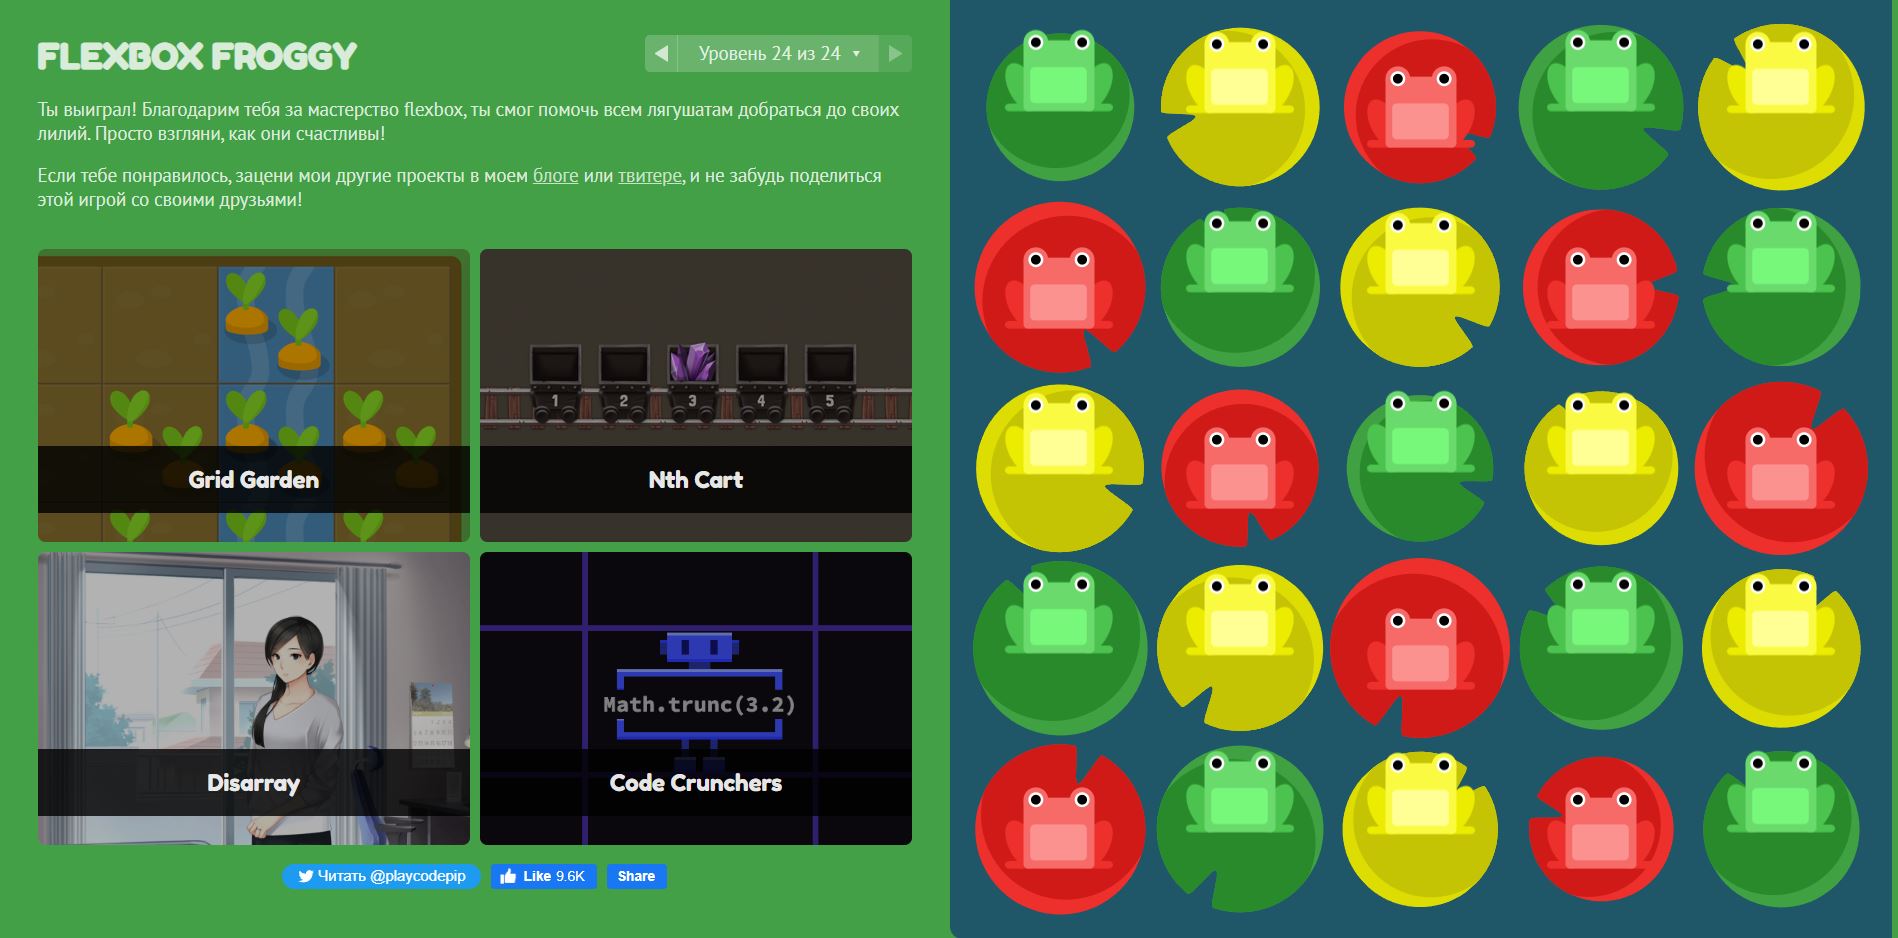 FLEXBOX FROGGY
Уровень 24 из 24
Ты выиграл! Благодарим тебя за мастерство flexbox, ты смог помочь всем лягушатам добраться до своих
лилий. Просто взгляни, как они счастливы!
Если тебе понравилось, зацени мои другие проекты в моем блоге или твитере, и не забудь поделиться
этой игрой со своими друзьями!
1 2 3 4 5
Grid Garden
Nth Cart
Math.trunc(3.2)
Disarray
Code Crunchers
Читать @playcodepip
Like 9.6K
Share